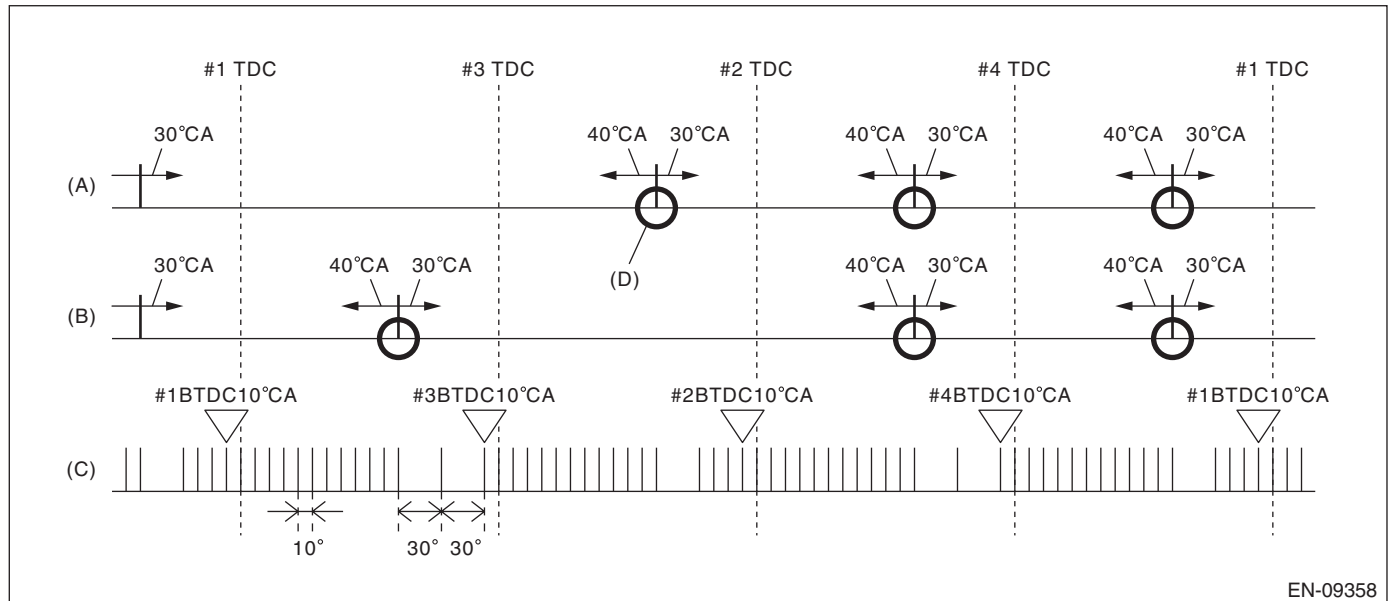 #1 TDC #3 TDC #2 TDC #4 TDC #1 TDC
30°CA 40°CA 30°CA 40°CA 30°CA 40°CA 30°CA
(A)
(D)
30°CA 40°CA 30°CA 40°CA 30°CA 40°CA 30°CA
(B)
#1BTDC10°CA #3BTDC10°CA #2BTDC10°CA #4BTDC10°CA #1BTDC10°CA
(C)
10° 30° 30°
EN-09358